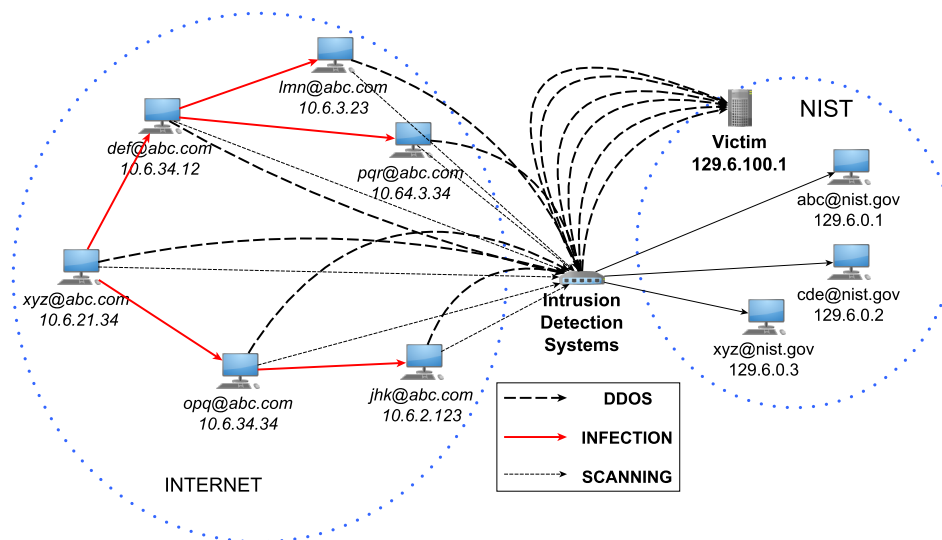 lmn@abc.com
10.6.3.23
def@abc.com
10.6.34.12
pqr@abc.com
10.64.3.34
xyz@abc.com
10.6.21.34
opq@abc.com
10.6.34.34
jhk@abc.com
10.6.2.123
INTERNET
Intrusion
Detection
Systems
Victim
129.6.100.1
NIST
abc@nist.gov
129.6.0.1
cde@nist.gov
129.6.0.2
xyz@nist.gov
129.6.0.3
DDOS
INFECTION
SCANNING